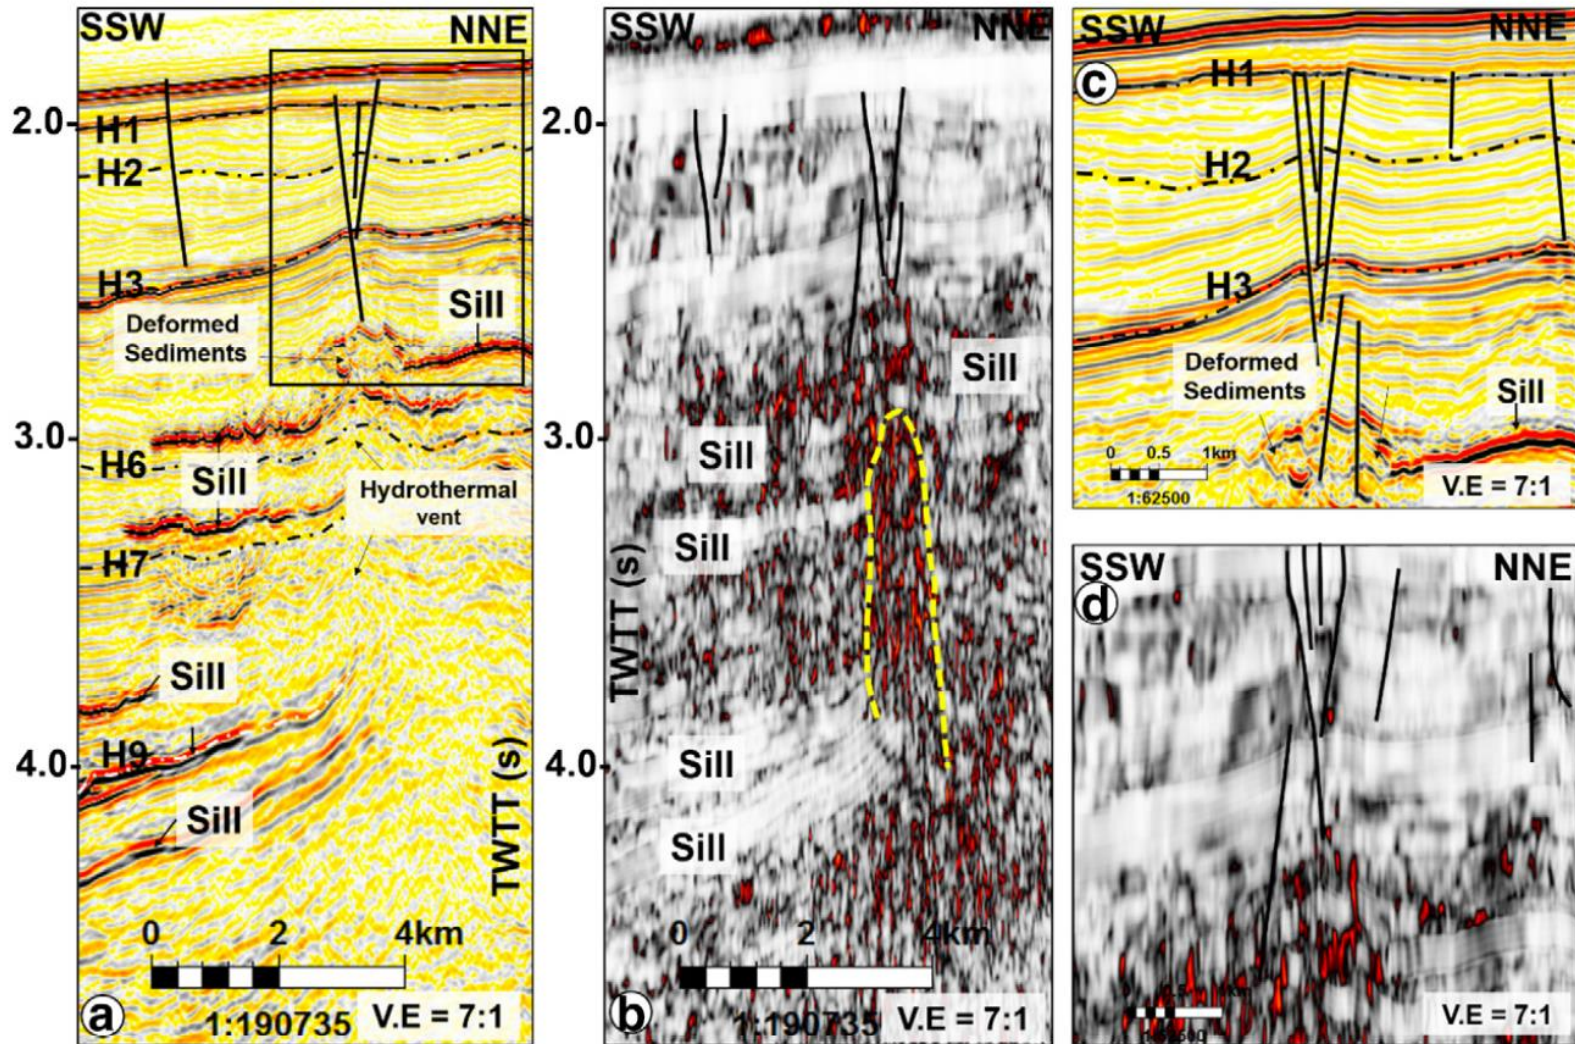 SSW NNE
2.0
H1
H2
H3
Sill
Deformed
Sediments
3.0
H6
Sill
Hydrothermal
vent
H7
Sill
4.0
H9
Sill
TWTT (s)
0 2 4km
a
1:190735
V.E = 7:1
SSW NNE
2.0
Sill
3.0
Sill
Sill
TWTT (s)
Sill
4.0
Sill
0 2 4km
b
1:190735
V.E = 7:1
SSW NNE
c
H1
H2
H3
Deformed
Sediments
Sill
0 0.5 1km
1:62500
V.E = 7:1
SSW NNE
d
V.E = 7:1